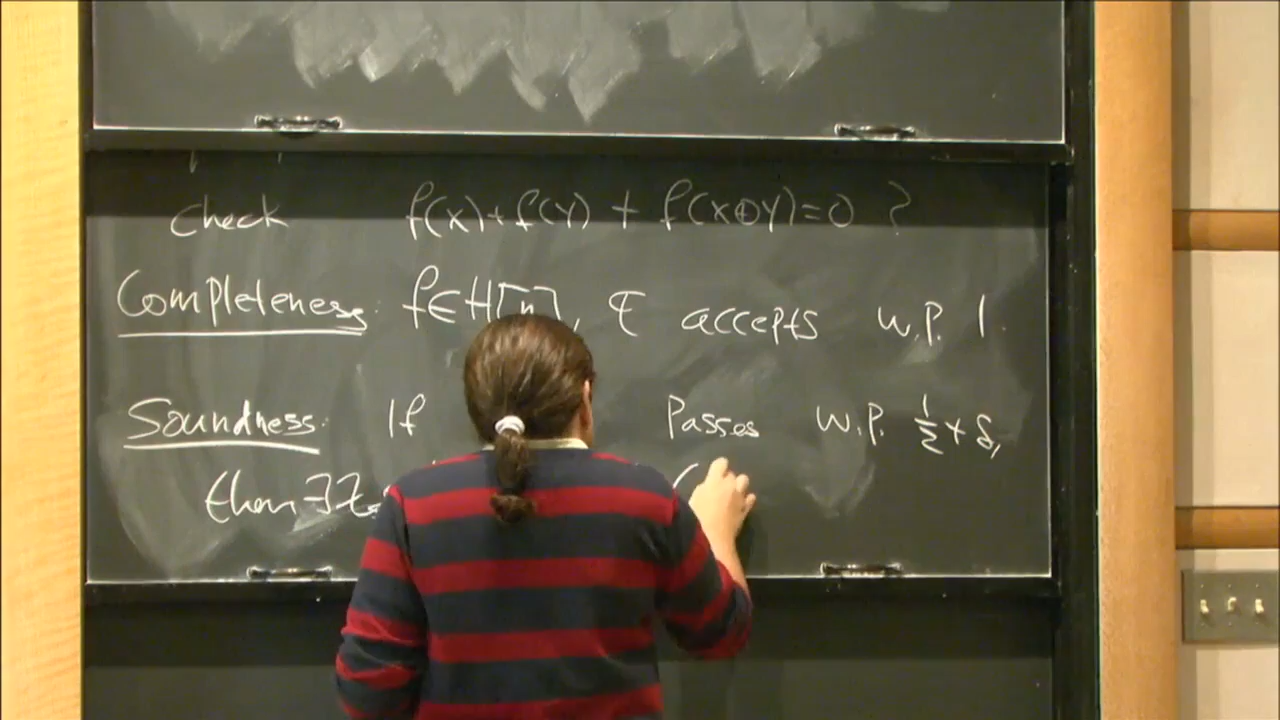 Check f(x)+f(y) + f(x⊕y)=0 ?
Completeness: f∈H[n], accepts w.p. 1
Soundness: If Passes w.p. 1/2 + δ,
then ∃ (